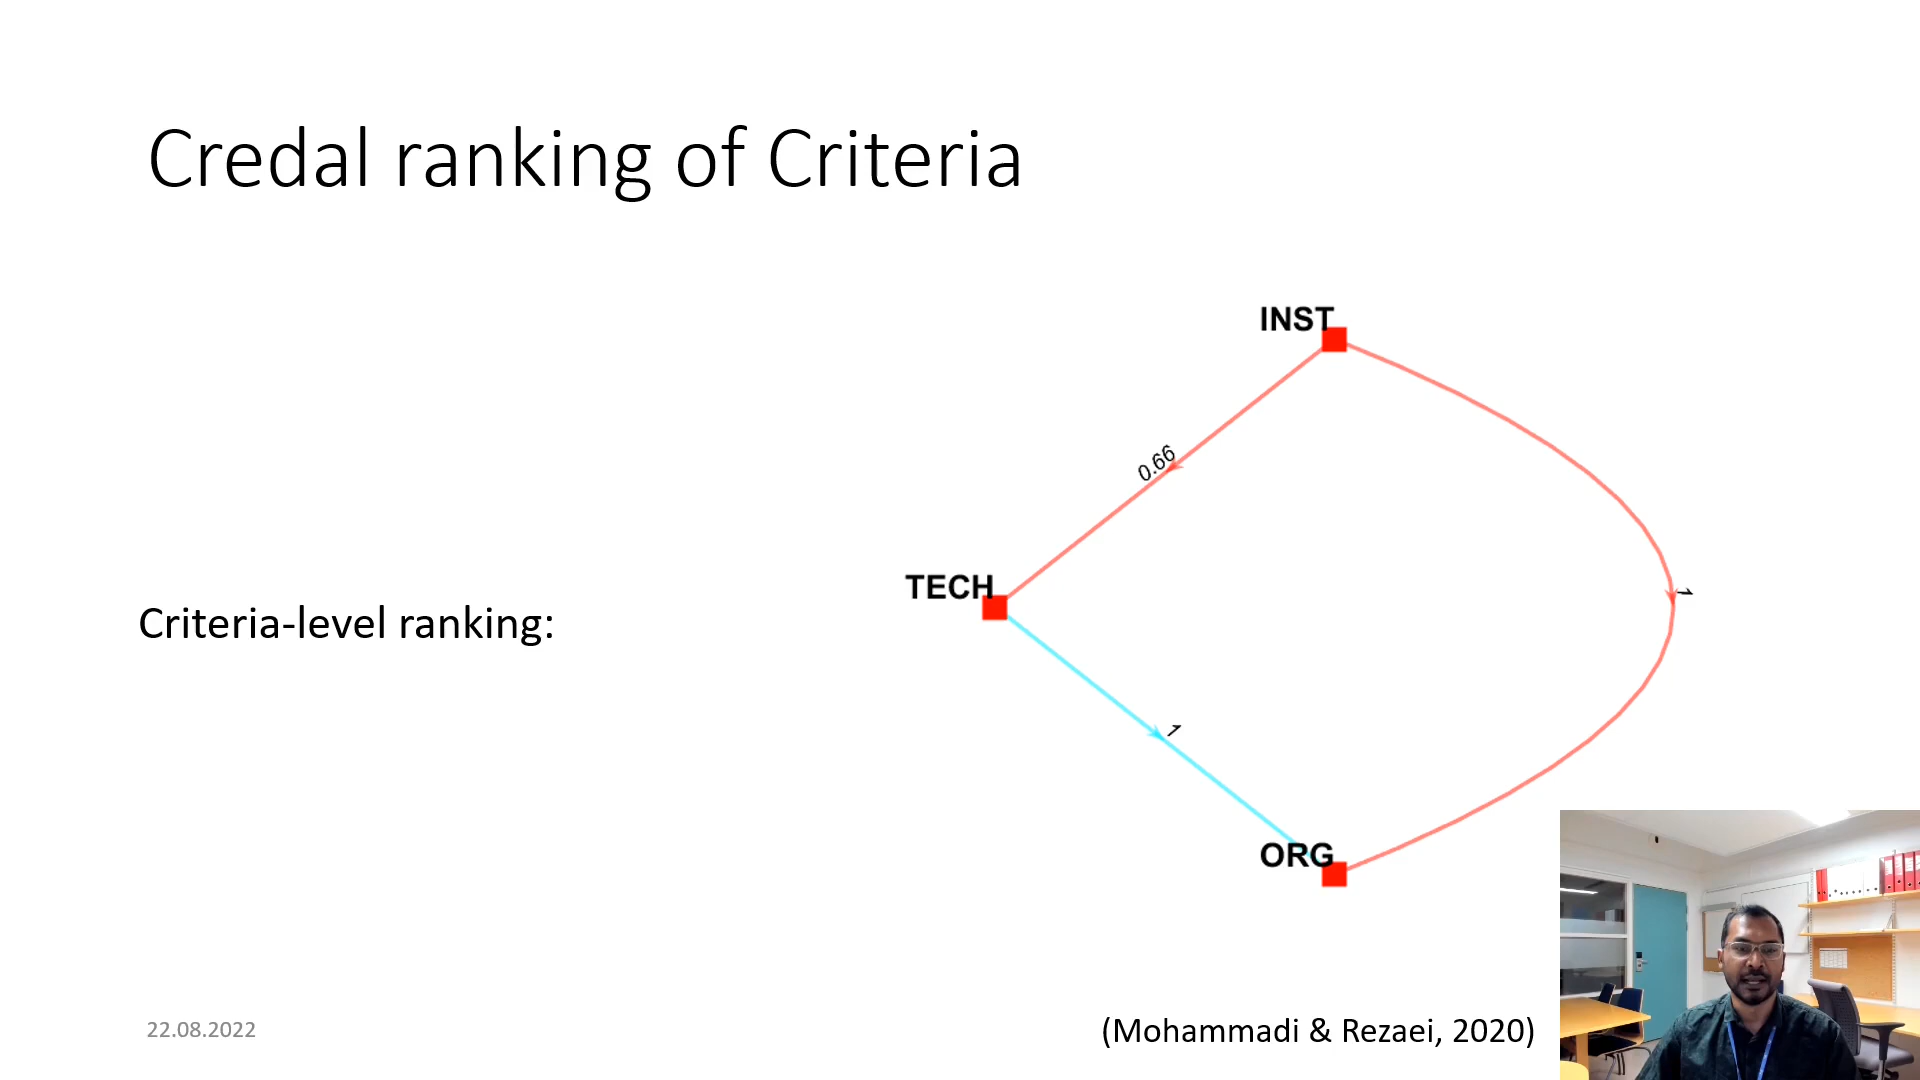 Credal ranking of Criteria
INST
0.66
TECH
1
Criteria-level ranking:
1
ORG
22.08.2022
(Mohammadi & Rezaei, 2020)